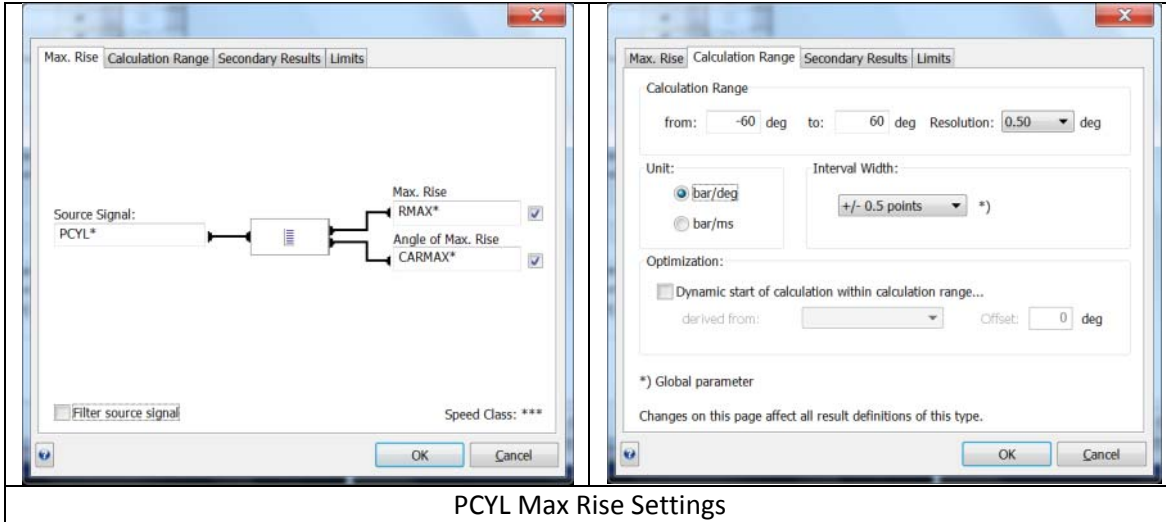 Max. Rise Calculation Range Secondary Results Limits
Max. Rise
Source Signal:
RMAX*
PCYL*
Angle of Max. Rise
CARMAX*
Filter source signal
Speed Class: ***
OK Cancel
Max. Rise Calculation Range Secondary Results Limits
Calculation Range
from: -60 deg to: 60 deg Resolution: 0.50 deg
Unit: Interval Width:
bar/deg
+/- 0.5 points *)
bar/ms
Optimization:
Dynamic start of calculation within calculation range...
derived from: Offset: 0 deg
*) Global parameter
Changes on this page affect all result definitions of this type.
OK Cancel
PCYL Max Rise Settings